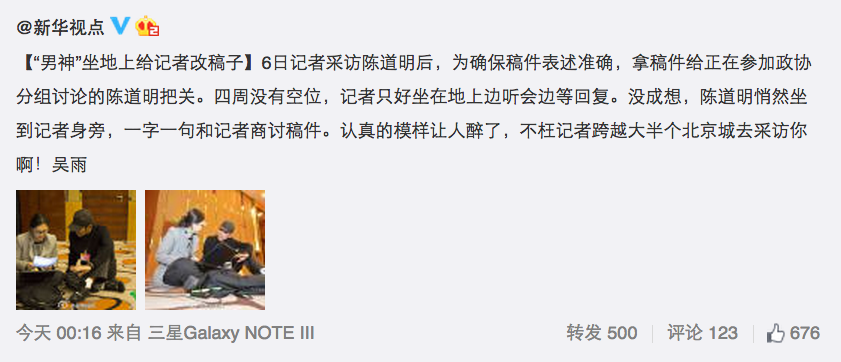 @新华视点
【“男神”坐地上给记者改稿子】6日记者采访陈道明后，为确保稿件表述准确，拿稿件给正在参加政协
分组讨论的陈道明把关。四周没有空位，记者只好坐在地上边听会边等回复。没成想，陈道明悄然坐
到记者身旁，一字一句和记者商讨稿件。认真的模样让人醉了，不枉记者跨越大半个北京城去采访你
啊！吴雨
今天 00:16 来自 三星Galaxy NOTE III
转发 500 评论 123 676